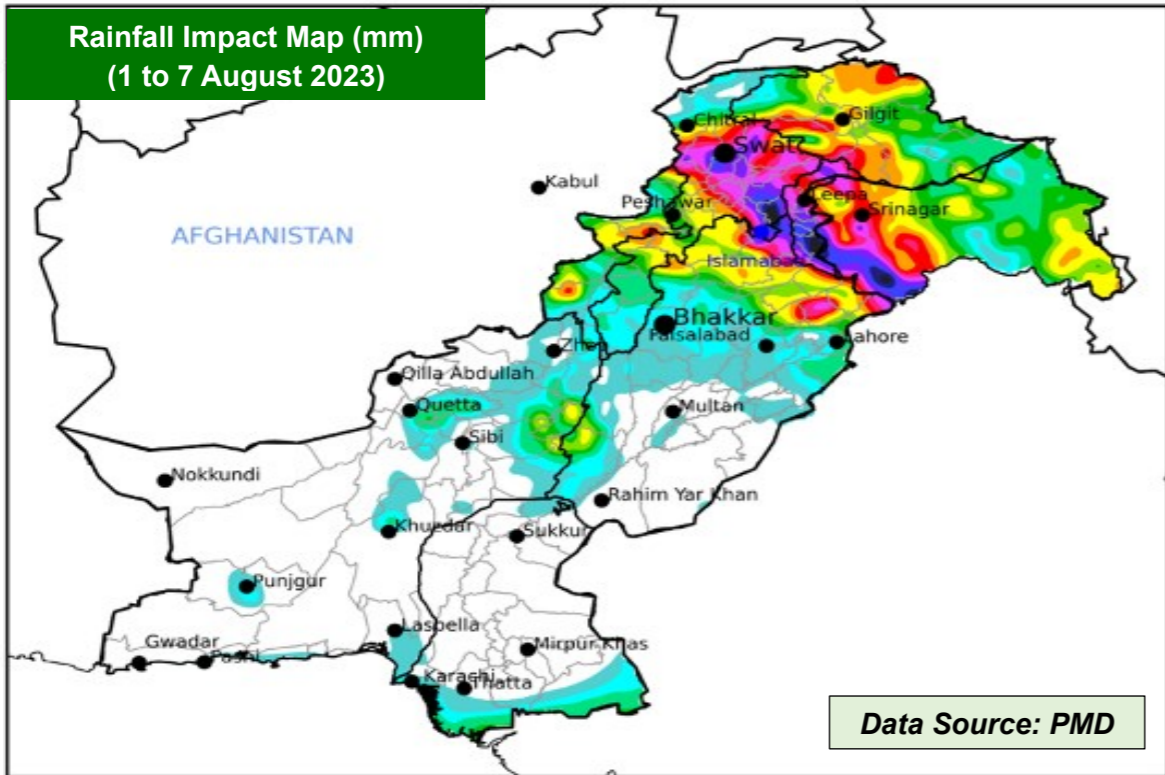 Rainfall Impact Map (mm)
(1 to 7 August 2023)
Chitral
Gilgit
Swat
Kabul
Leepa
Peshawar
Srinagar
AFGHANISTAN
Islamabad
Bhakkar
Faisalabad
Lahore
Zhob
Qilla Abdullah
Quetta
Multan
Sibi
Nokkundi
Rahim Yar Khan
Khuzdar
Sukkur
Punjgur
Lasbella
Gwadar
Mirpur Khas
Pasni
Karachi
Thatta
Data Source: PMD